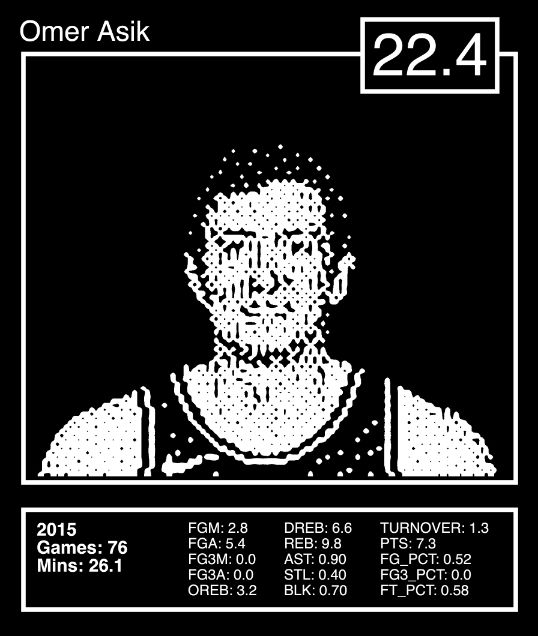 Omer Asik
22.4
2015
Games: 76
Mins: 26.1
FGM: 2.8
FGA: 5.4
FG3M: 0.0
FG3A: 0.0
OREB: 3.2
DREB: 6.6
REB: 9.8
AST: 0.90
STL: 0.40
BLK: 0.70
TURNOVER: 1.3
PTS: 7.3
FG_PCT: 0.52
FG3_PCT: 0.0
FT_PCT: 0.58